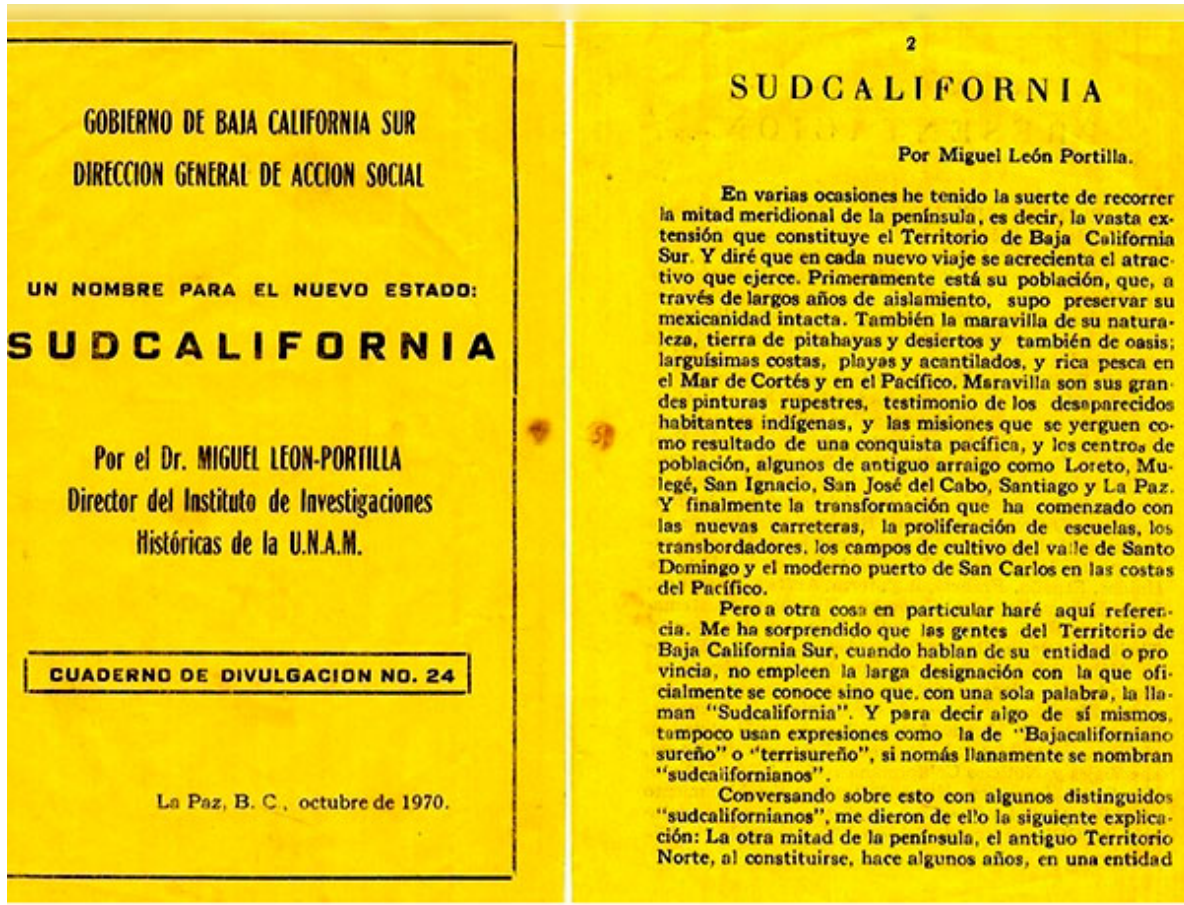 GOBIERNO DE BAJA CALIFORNIA SUR
DIRECCION GENERAL DE ACCION SOCIAL
UN NOMBRE PARA EL NUEVO ESTADO:
SUDCALIFORNIA
Por el Dr. MIGUEL LEON-PORTILLA
Director del Instituto de Investigaciones
Históricas de la U.N.A.M.
CUADERNO DE DIVULGACION NO. 24
La Paz, B. C., octubre de 1970.
2
SUDCALIFORNIA
Por Miguel León Portilla.
En varias ocasiones he tenido la suerte de recorrer
la mitad meridional de la península, es decir, la vasta ex-
tensión que constituye el Territorio de Baja California
Sur. Y diré que en cada nuevo viaje se acrecienta el atrac-
tivo que ejerce. Primeramente está su población, que, a
través de largos años de aislamiento, supo preservar su
mexicanidad intacta. También la maravilla de su natura-
leza, tierra de pitahayas y desiertos y también de oasis;
larguísimas costas, playas y acantilados, y rica pesca en
el Mar de Cortés y en el Pacífico. Maravilla son sus gran-
des pinturas rupestres, testimonio de los desaparecidos
habitantes indígenas, y las misiones que se yerguen co-
mo resultado de una conquista pacífica, y los centros de
población, algunos de antiguo arraigo como Loreto, Mu-
legé, San Ignacio, San José del Cabo, Santiago y La Paz.
Y finalmente la transformación que ha comenzado con
las nuevas carreteras, la proliferación de escuelas, los
transbordadores, los campos de cultivo del valle de Santo
Domingo y el moderno puerto de San Carlos en las costas
del Pacífico.
Pero a otra cosa en particular haré aquí referen-
cia. Me ha sorprendido que las gentes del Territorio de
Baja California Sur, cuando hablan de su entidad o pro
vincia, no empleen la larga designación con la que ofi-
cialmente se conoce sino que, con una sola palabra, la lla-
man "Sudcalifornia". Y para decir algo de sí mismos,
tampoco usan expresiones como la de "Bajacaliforniano
sureño" o "terrisureño", si nomás llanamente se nombran
"sudcalifornianos".
Conversando sobre esto con algunos distinguidos
"sudcalifornianos", me dieron de ello la siguiente explica-
ción: La otra mitad de la península, el antiguo Territorio
Norte, al constituirse, hace algunos años, en una entidad